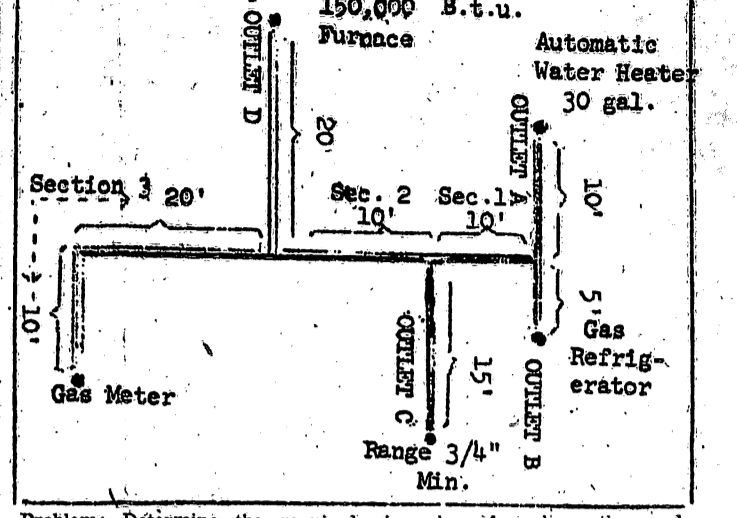 150,000 B.t.u.
Furnace
OUTLET D
20'
Automatic
Water Heater
30 gal.
OUTLET A
10'
Section 3
20'
Sec. 2
10'
Sec.1
10'
10'
Gas Meter
OUTLET C
15'
Range 3/4"
Min.
5'
Gas
Refrig-
erator
OUTLET B